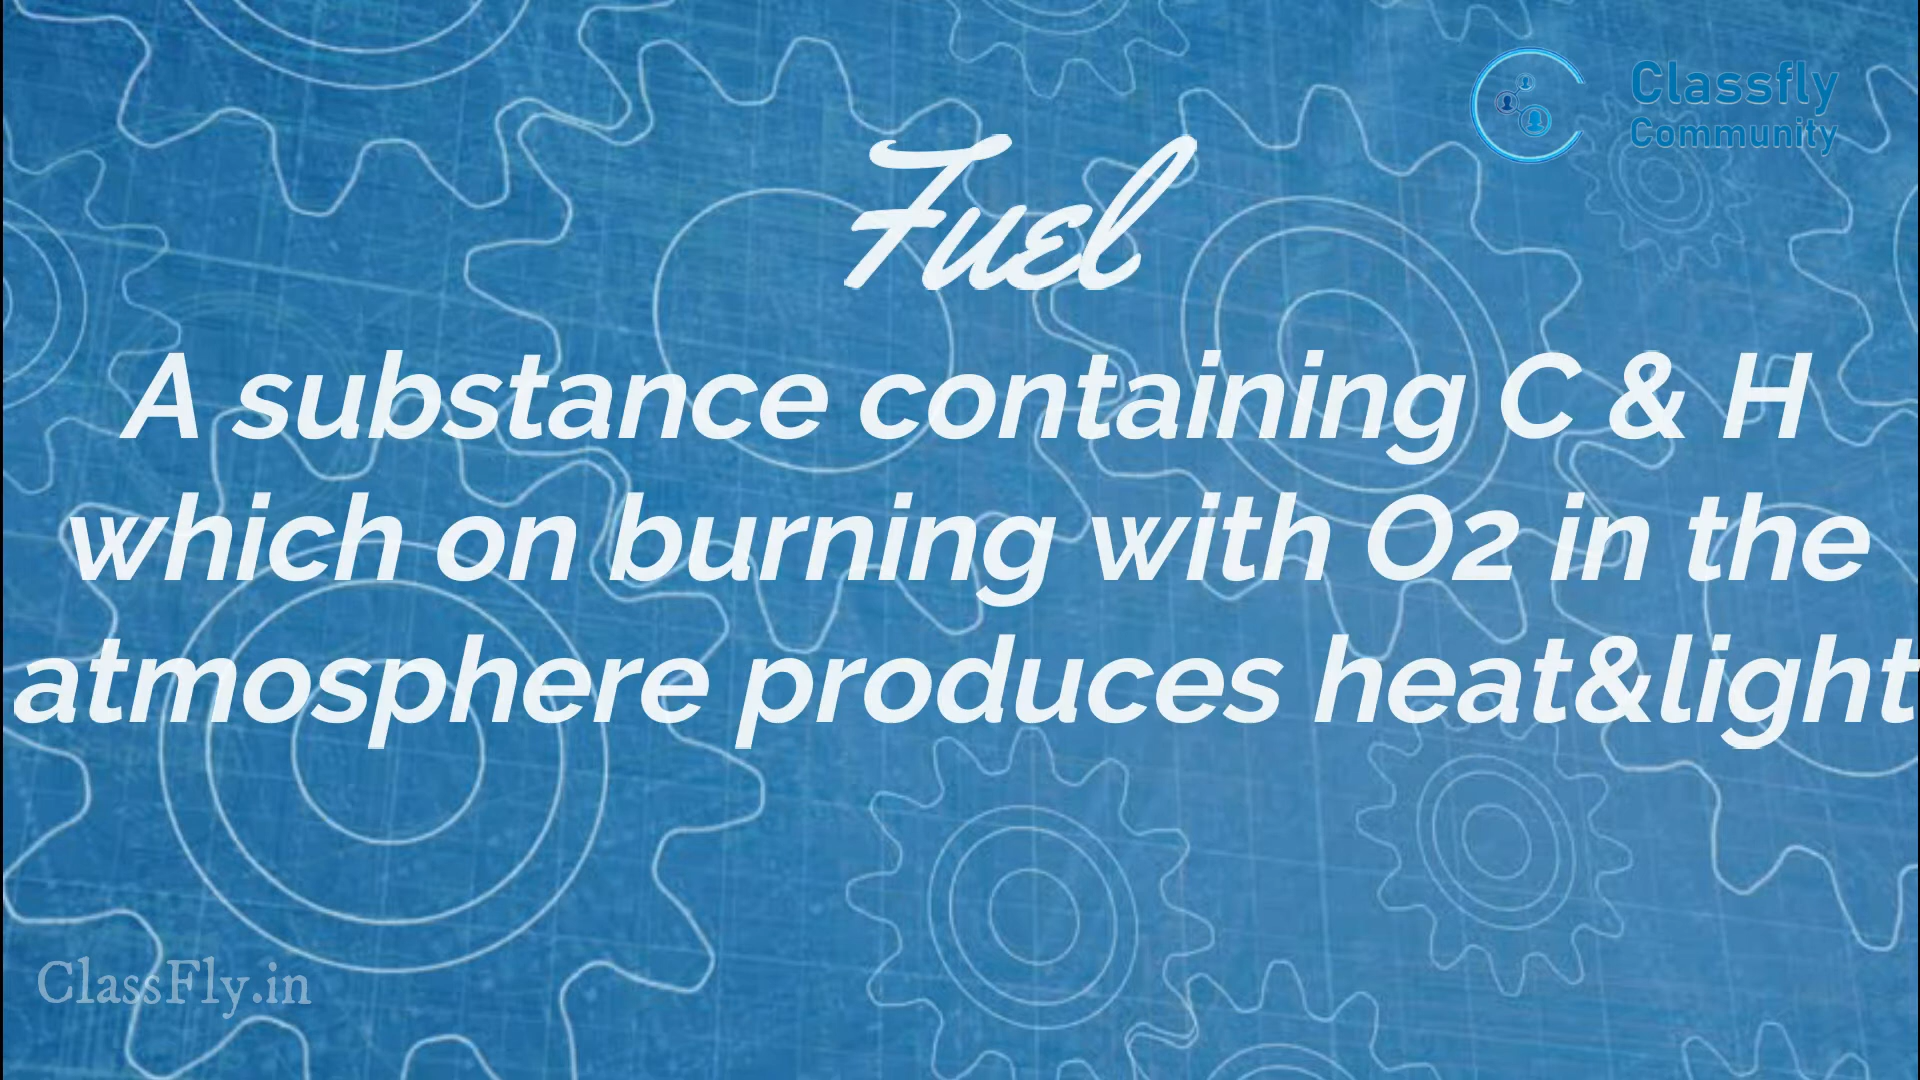 Classfly
Community
Fuel
A substance containing C & H
which on burning with O2 in the
atmosphere produces heat&light
ClassFly.in